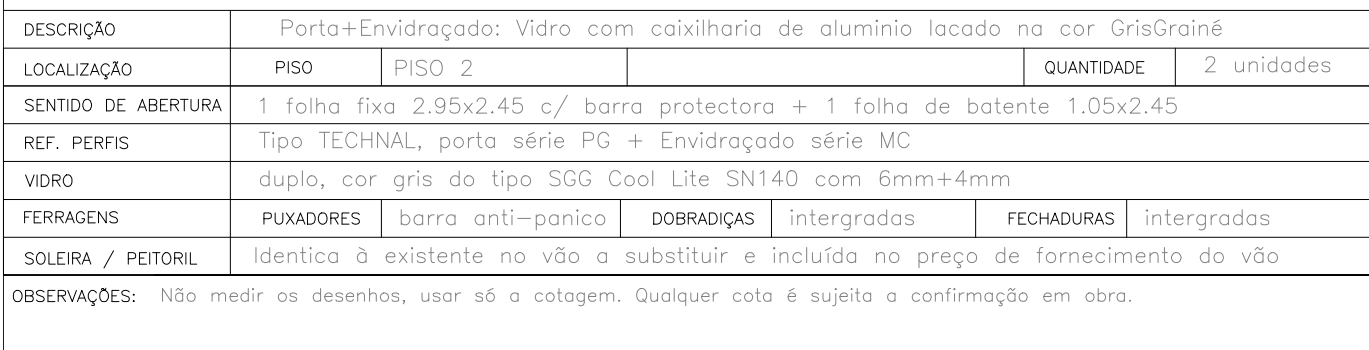 DESCRIÇÃO Porta+Envidraçado: Vidro com caixilharia de aluminio lacado na cor GrisGrainé
LOCALIZAÇÃO PISO PISO 2 QUANTIDADE 2 unidades
SENTIDO DE ABERTURA 1 folha fixa 2.95x2.45 c/ barra protectora + 1 folha de batente 1.05x2.45
REF. PERFIS Tipo TECHNAL, porta série PG + Envidraçado série MC
VIDRO duplo, cor gris do tipo SGG Cool Lite SN140 com 6mm+4mm
FERRAGENS PUXADORES barra anti-panico DOBRADIÇAS intergradas FECHADURAS intergradas
SOLEIRA / PEITORIL Identica à existente no vão a substituir e incluída no preço de fornecimento do vão
OBSERVAÇÕES: Não medir os desenhos, usar só a cotagem. Qualquer cota é sujeita a confirmação em obra.